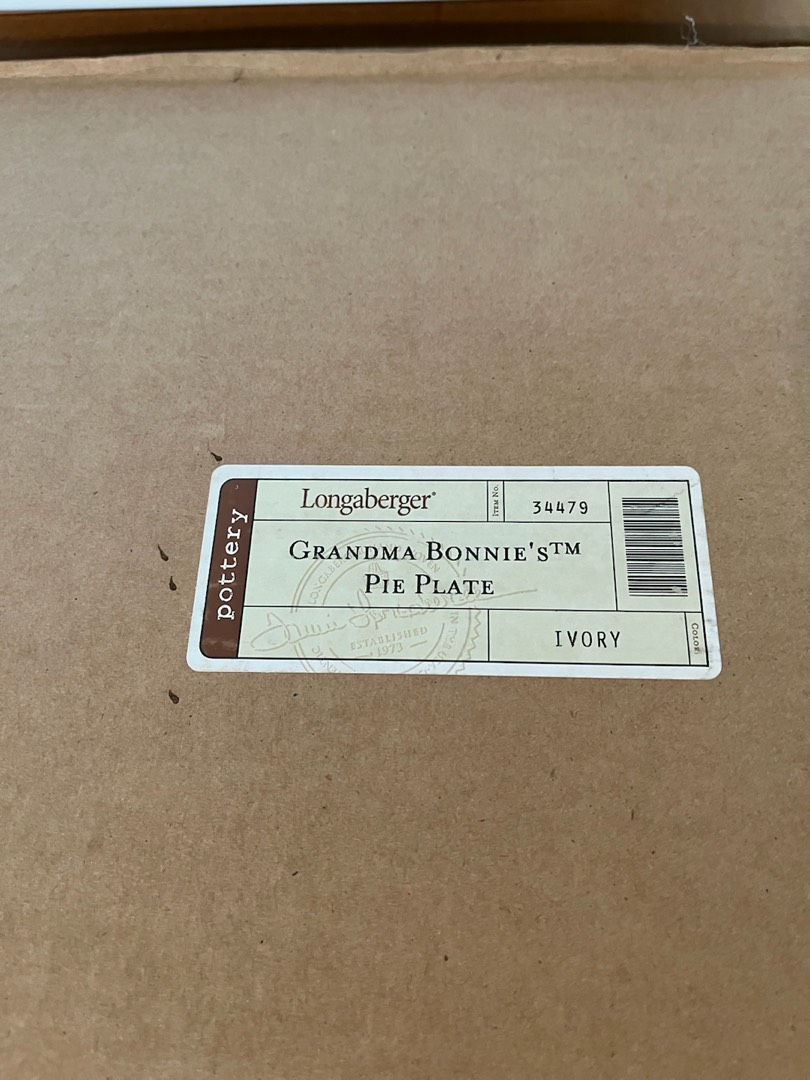 pottery
Longaberger®
ITEM NO.
34479
GRANDMA BONNIE'S™
PIE PLATE
ESTABLISHED
1973
IVORY
COLOR